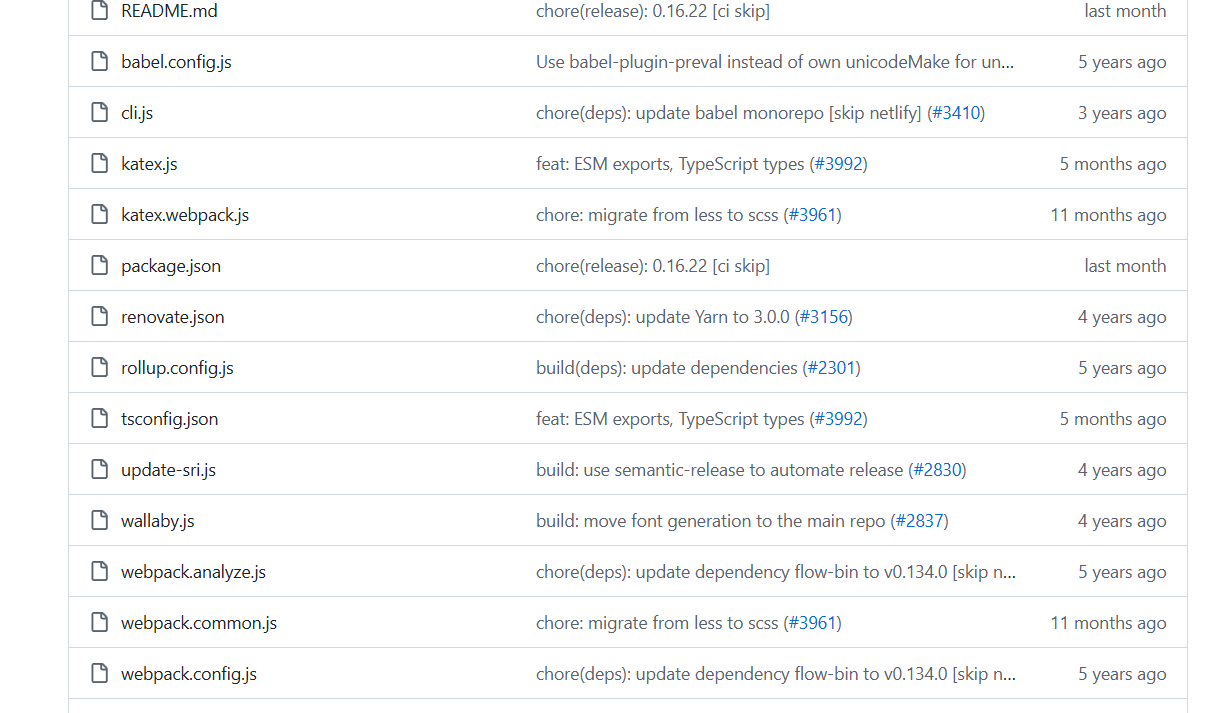 README.md chore(release): 0.16.22 [ci skip] last month
babel.config.js Use babel-plugin-preval instead of own unicodeMake for un... 5 years ago
cli.js chore(deps): update babel monorepo [skip netlify] (#3410) 3 years ago
katex.js feat: ESM exports, TypeScript types (#3992) 5 months ago
katex.webpack.js chore: migrate from less to scss (#3961) 11 months ago
package.json chore(release): 0.16.22 [ci skip] last month
renovate.json chore(deps): update Yarn to 3.0.0 (#3156) 4 years ago
rollup.config.js build(deps): update dependencies (#2301) 5 years ago
tsconfig.json feat: ESM exports, TypeScript types (#3992) 5 months ago
update-sri.js build: use semantic-release to automate release (#2830) 4 years ago
wallaby.js build: move font generation to the main repo (#2837) 4 years ago
webpack.analyze.js chore(deps): update dependency flow-bin to v0.134.0 [skip n... 5 years ago
webpack.common.js chore: migrate from less to scss (#3961) 11 months ago
webpack.config.js chore(deps): update dependency flow-bin to v0.134.0 [skip n... 5 years ago